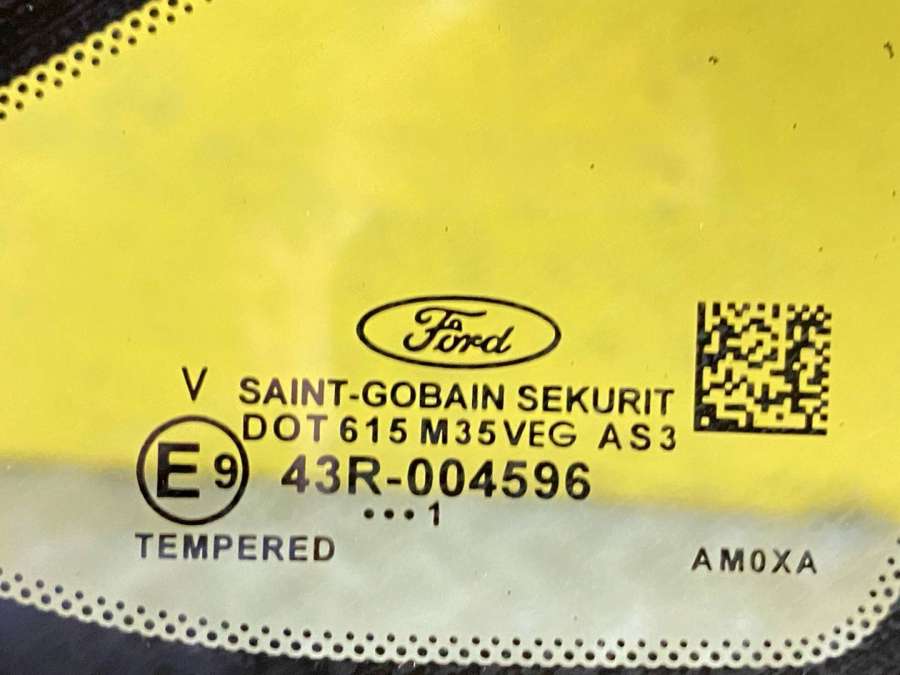 Ford
V SAINT-GOBAIN SEKURIT
DOT 615 M35VEG AS3
E9 43R-004596
•••1
TEMPERED
AM0XA